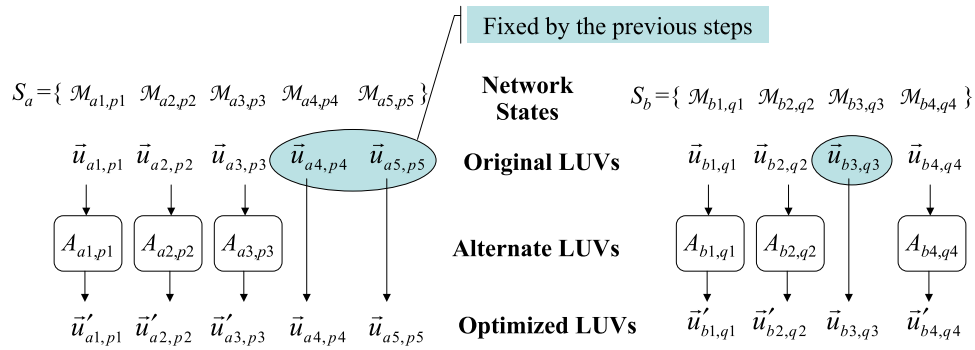 Fixed by the previous steps
S_a={ ℳ_a1,p1 ℳ_a2,p2 ℳ_a3,p3 ℳ_a4,p4 ℳ_a5,p5 } Network States S_b={ ℳ_b1,q1 ℳ_b2,q2 ℳ_b3,q3 ℳ_b4,q4 }
u⃗_a1,p1 u⃗_a2,p2 u⃗_a3,p3 u⃗_a4,p4 u⃗_a5,p5 Original LUVs u⃗_b1,q1 u⃗_b2,q2 u⃗_b3,q3 u⃗_b4,q4
A_a1,p1 A_a2,p2 A_a3,p3 Alternate LUVs A_b1,q1 A_b2,q2 A_b4,q4
u⃗′_a1,p1 u⃗′_a2,p2 u⃗′_a3,p3 u⃗_a4,p4 u⃗_a5,p5 Optimized LUVs u⃗′_b1,q1 u⃗′_b2,q2 u⃗_b3,q3 u⃗′_b4,q4